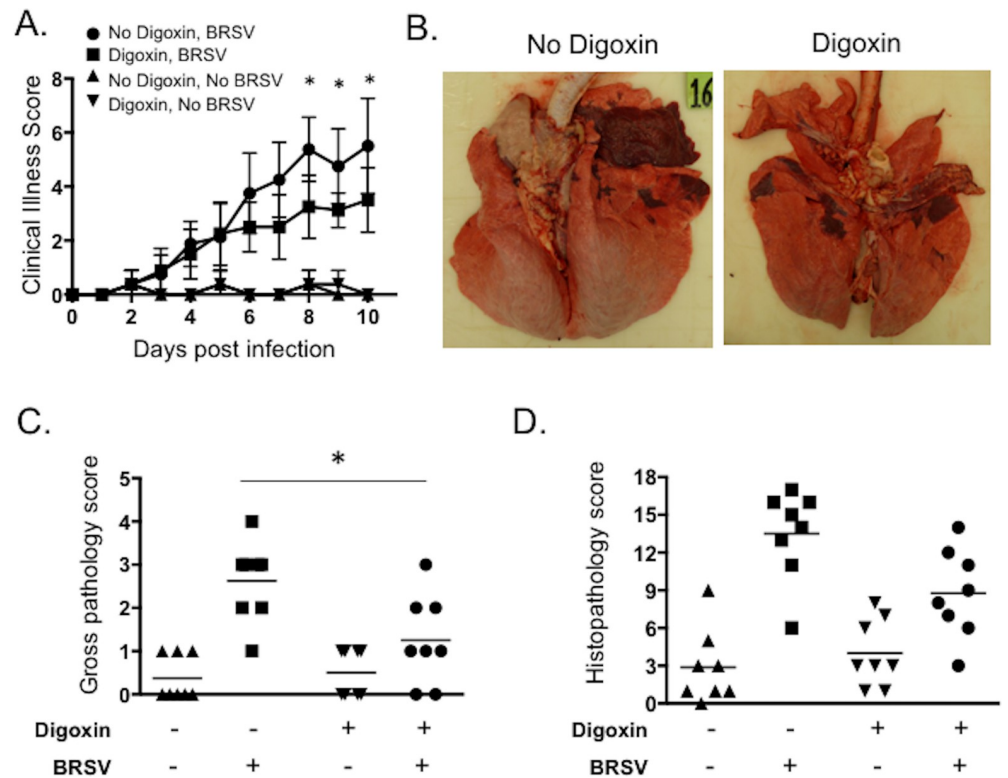 A.
No Digoxin, BRSV
Digoxin, BRSV
No Digoxin, No BRSV
Digoxin, No BRSV
* * *
Clinical Illness Score
8
6
4
2
0
0 2 4 6 8 10
Days post infection
B.
No Digoxin Digoxin
16
C.
*
Gross pathology score
5
4
3
2
1
0
Digoxin - - + +
BRSV - + - +
D.
Histopathology score
18
15
12
9
6
3
0
Digoxin - - + +
BRSV - + - +